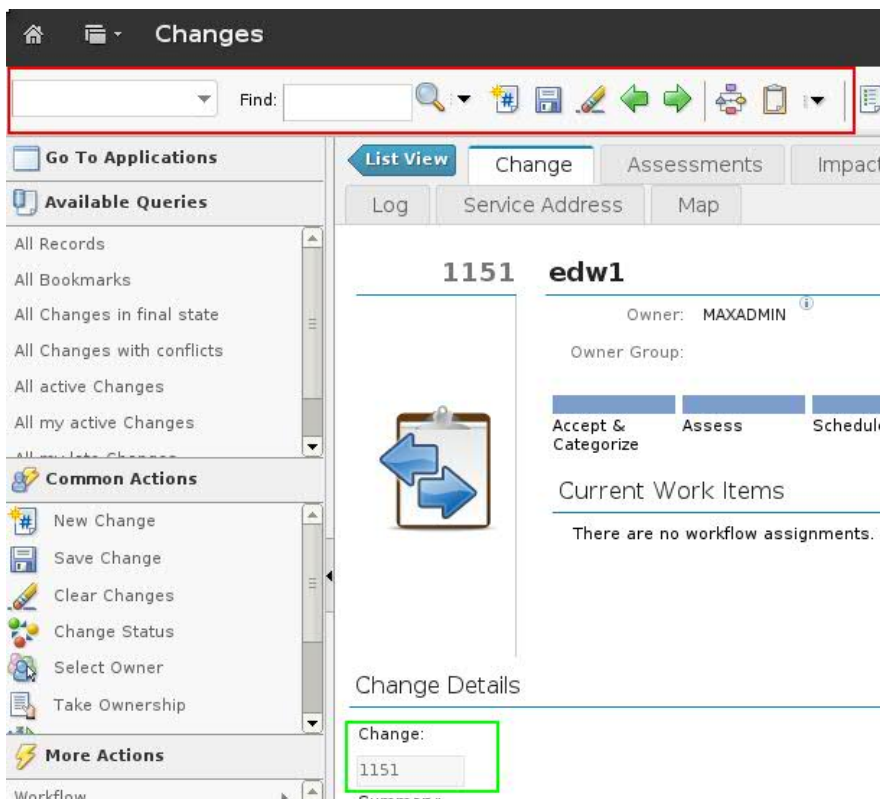 Changes
Find:
Go To Applications
Available Queries
All Records
All Bookmarks
All Changes in final state
All Changes with conflicts
All active Changes
All my active Changes
Common Actions
New Change
Save Change
Clear Changes
Change Status
Select Owner
Take Ownership
More Actions
Workflow
List View Change Assessments Impact
Log Service Address Map
1151 edw1
Owner: MAXADMIN
Owner Group:
Accept & Assess Schedule
Categorize
Current Work Items
There are no workflow assignments.
Change Details
Change:
1151